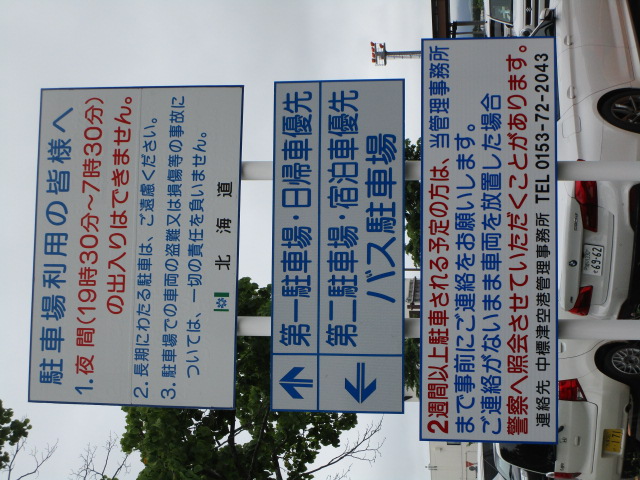 駐車場利用の皆様へ
1. 夜間(19時30分~7時30分)
の出入りはできません。
2. 長期にわたる駐車は、ご遠慮ください。
3. 駐車場での車両の盗難又は損傷等の事故に
ついては、一切の責任を負いません。
北海道
→ 第一駐車場・日帰車優先
↑ 第二駐車場・宿泊車優先
バス駐車場
2週間以上駐車される予定の方は、当管理事務所
まで事前にご連絡をお願いします。
ご連絡がないまま車両を放置した場合
警察へ照会させていただくことがあります。
連絡先 中標津空港管理事務所 TEL0153-72-2043
69-62